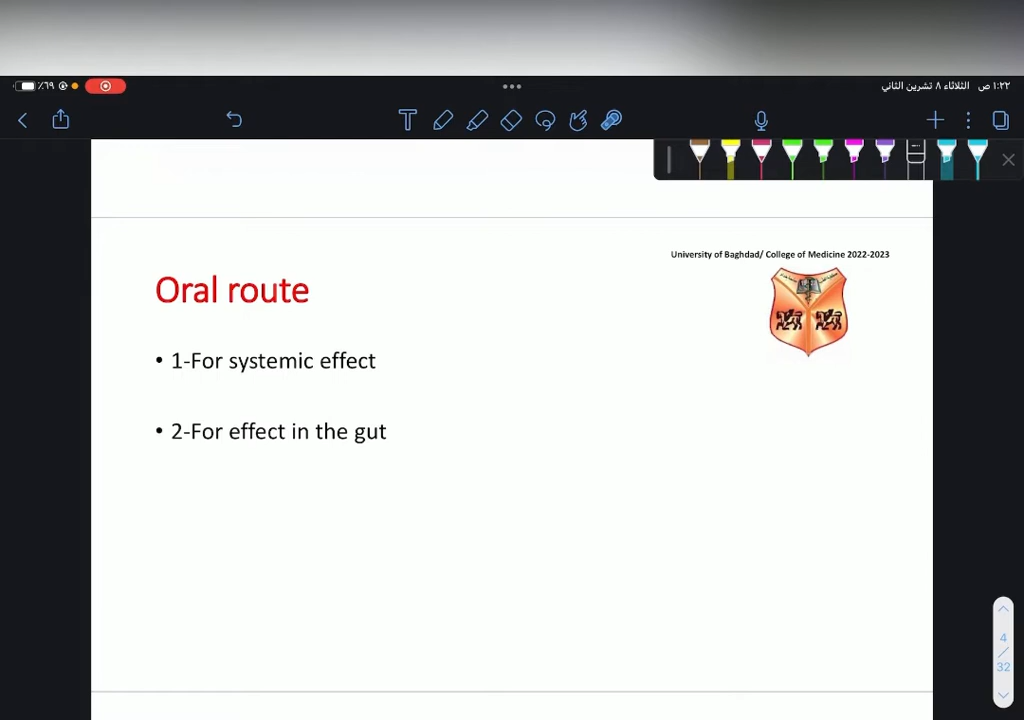 ٪٦٩
١:٢٢ ص الثلاثاء ٨ تشرين الثاني
University of Baghdad/ College of Medicine 2022-2023
Oral route
• 1-For systemic effect
• 2-For effect in the gut
4
/
32